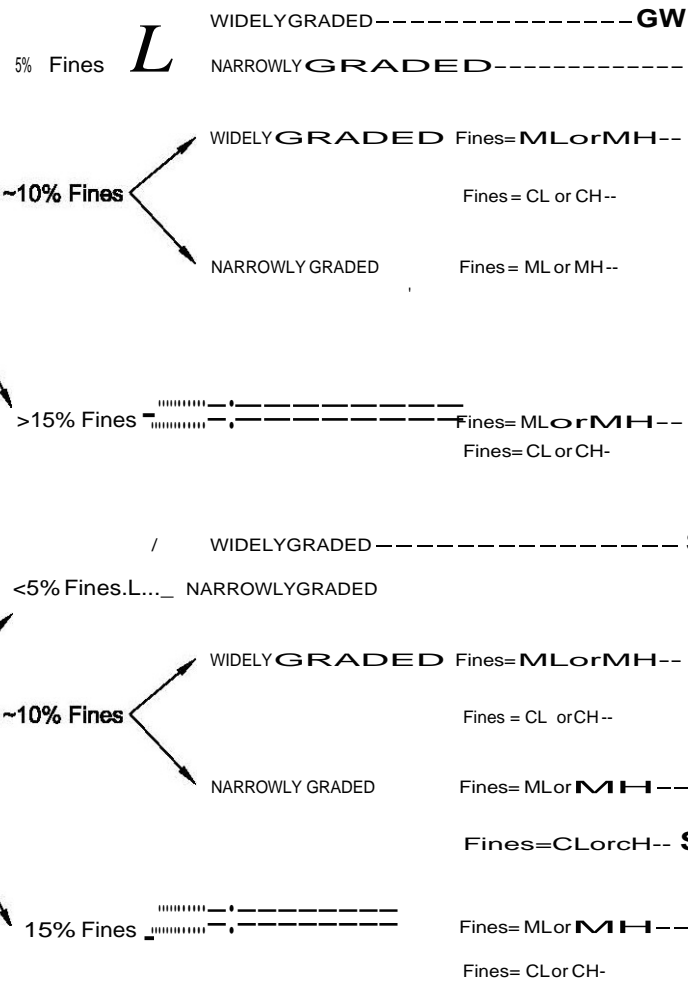 WIDELYGRADED----------------GW
5% Fines L NARROWLYGRADED-------------
WIDELYGRADED Fines=MLorMH--
~10% Fines
Fines = CL or CH--
NARROWLY GRADED Fines= ML or MH--
>15% Fines Fines= MLorMH--
Fines= CL or CH-
/ WIDELYGRADED-----------------
<5% Fines.L..._ NARROWLYGRADED
WIDELYGRADED Fines=MLorMH--
~10% Fines
Fines = CL orCH--
NARROWLY GRADED Fines= MLorMH--
Fines=CLorcH-- S
15% Fines Fines= MLorMH--
Fines= CLor CH-